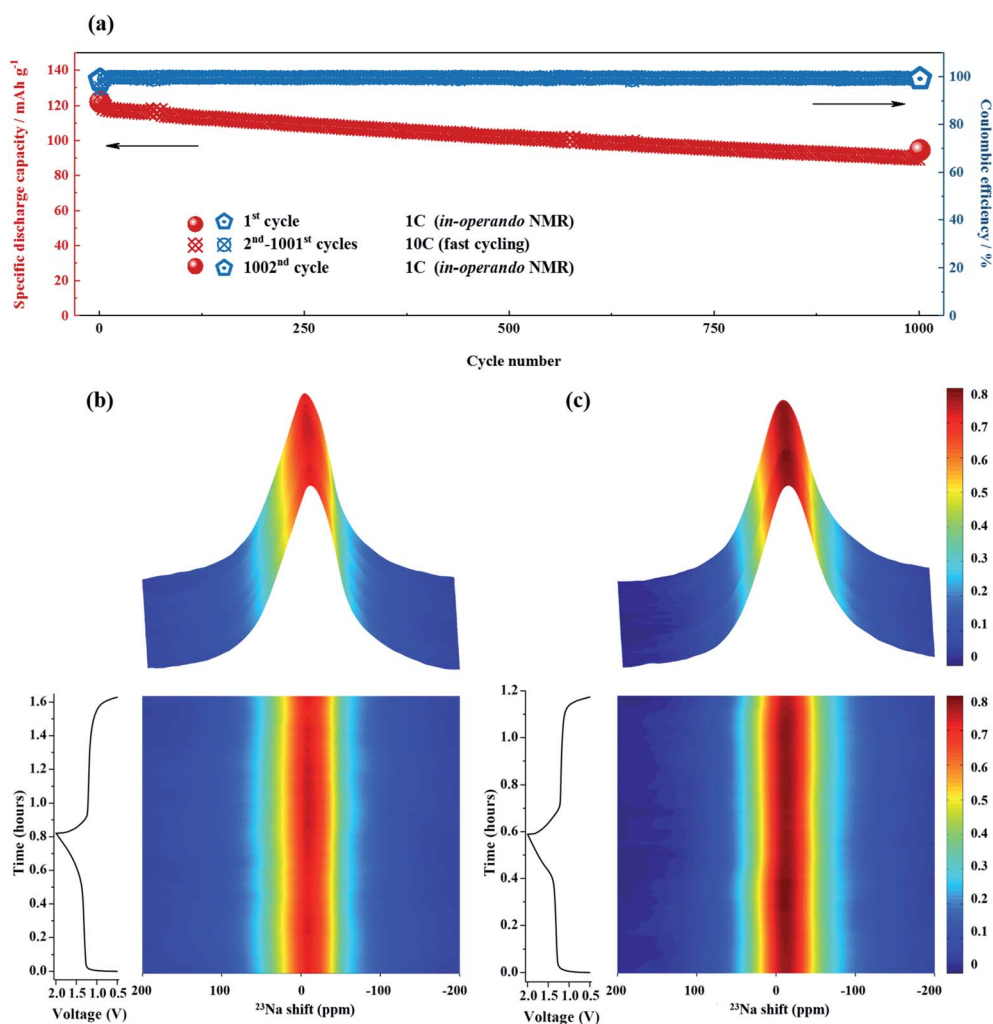 (a)
Specific discharge capacity / mAh g⁻¹
140
120
100
80
60
40
20
0
100
80
60
40
20
0
Coulombic efficiency / %
1st cycle 1C (in-operando NMR)
2nd-1001st cycles 10C (fast cycling)
1002nd cycle 1C (in-operando NMR)
0 250 500 750 1000
Cycle number
(b)
(c)
0.8
0.7
0.6
0.5
0.4
0.3
0.2
0.1
0
Time (hours)
1.6
1.4
1.2
1.0
0.8
0.6
0.4
0.2
0.0
2.0 1.5 1.0 0.5
Voltage (V)
200 100 0 -100 -200
²³Na shift (ppm)
Time (hours)
1.2
1.0
0.8
0.6
0.4
0.2
0.0
2.0 1.5 1.0 0.5
Voltage (V)
200 100 0 -100 -200
²³Na shift (ppm)
0.8
0.7
0.6
0.5
0.4
0.3
0.2
0.1
0